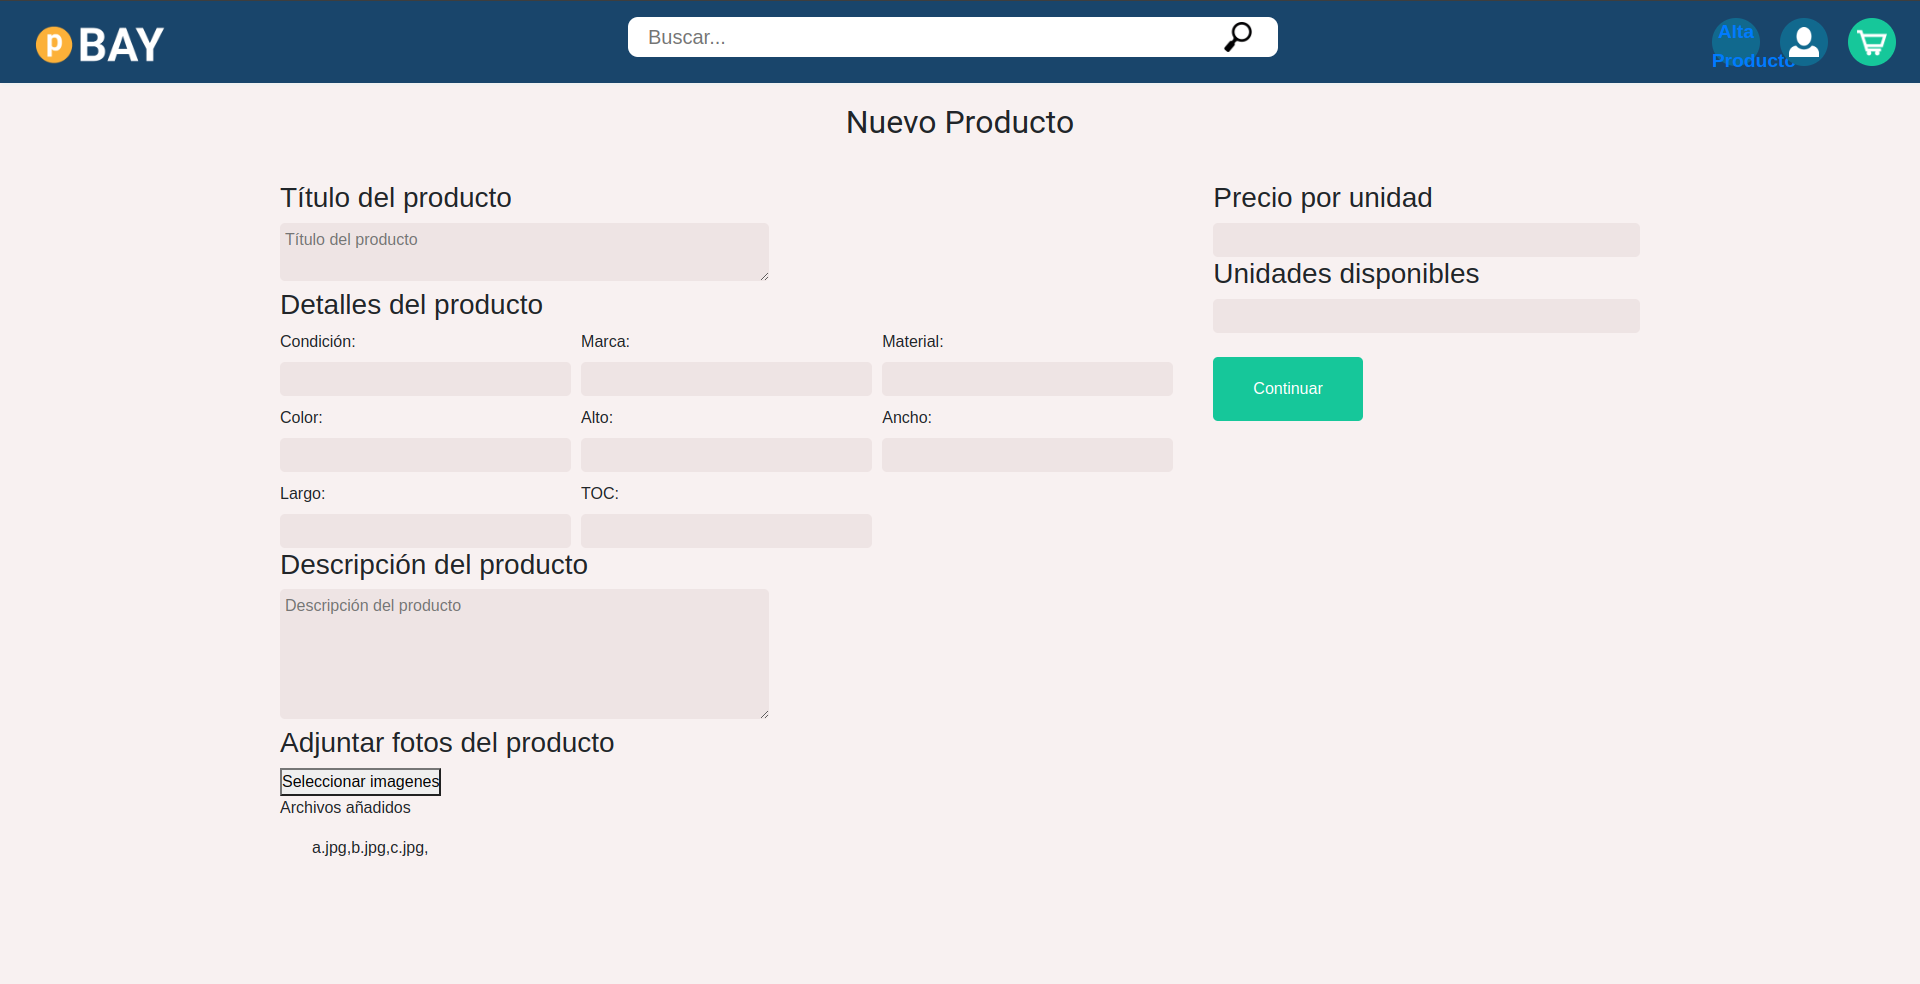 p BAY
Buscar...
Alta
Producto
Nuevo Producto
Título del producto
Título del producto
Detalles del producto
Condición:
Marca:
Material:
Color:
Alto:
Ancho:
Largo:
TOC:
Descripción del producto
Descripción del producto
Adjuntar fotos del producto
Seleccionar imagenes
Archivos añadidos
a.jpg,b.jpg,c.jpg,
Precio por unidad
Unidades disponibles
Continuar